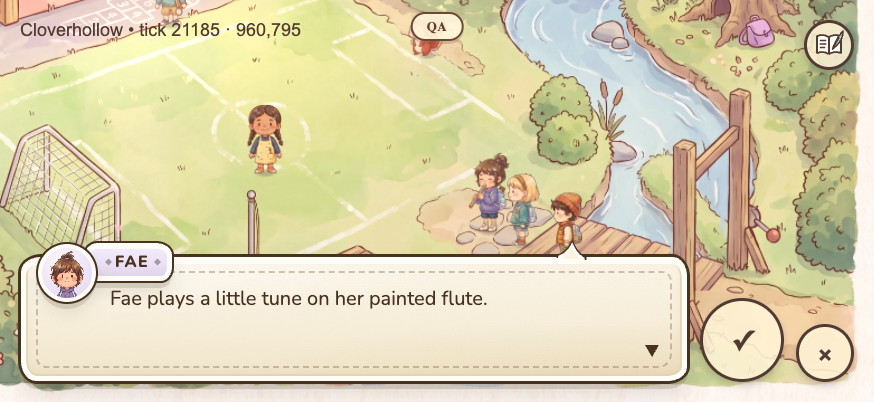 Cloverhollow • tick 21185 · 960,795
QA
FAE
Fae plays a little tune on her painted flute.